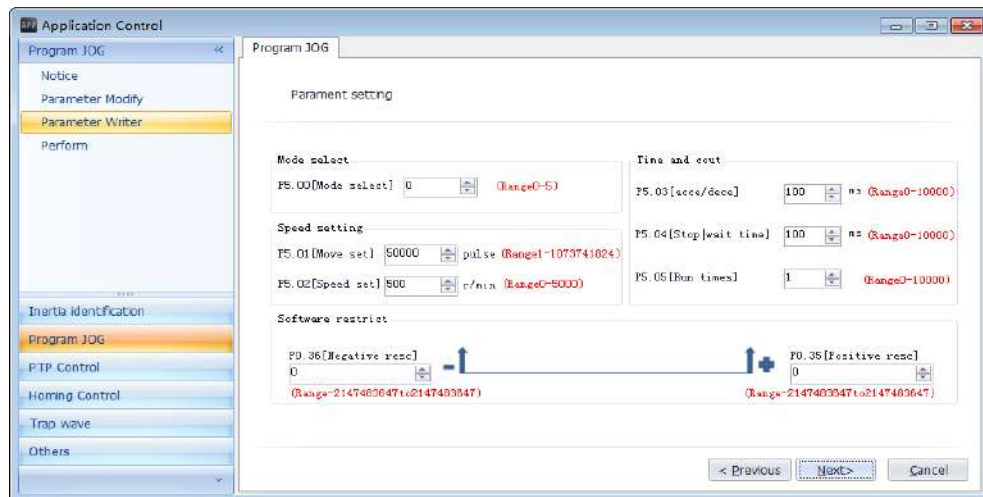 Application Control
Program JOG
Notice
Parameter Modify
Parameter Writer
Perform
Inertia identification
Program JOG
PTP Control
Homing Control
Trap wave
Others
Program JOG
Parament setting
Mode select
P5.00[Mode select] 0 (Range0-5)
Speed setting
P5.01[Move set] 50000 pulse (Range1-1073741824)
P5.02[Speed set] 500 r/min (Range0-5000)
Time and cout
P5.03[acce/dece] 100 ms (Range0-10000)
P5.04[Stop|wait time] 100 ms (Range0-10000)
P5.05[Run times] 1 (Range0-10000)
Software restrict
P0.36[Negative resc]
0
(Range-2147483647to2147483647)
P0.35[Positive resc]
0
(Range-2147483647to2147483647)
< Previous
Next>
Cancel